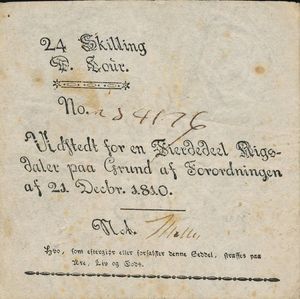 24 Skilling
D. Cour.
No.
Udstedt for en Fierdedeel Rigs-
daler paa Grund af Forordningen
af 21. Decbr. 1810.
Not.
Hvo, som eftergiør eller forfalsker denne Seddel, straffes paa
Ære, Liv og Gods.